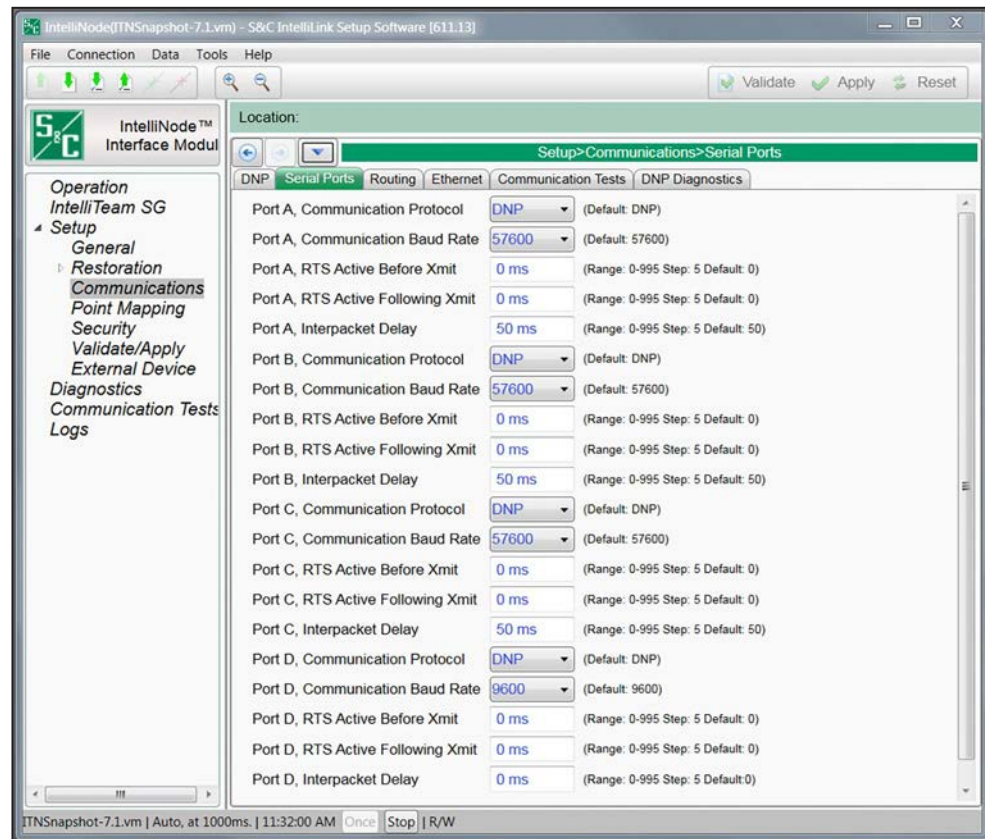 IntelliNode(ITNSnapshot-7.1.vm) - S&C IntelliLink Setup Software [611.13]
File Connection Data Tools Help
Validate Apply Reset
S&C
IntelliNode™
Interface Modul
Location:
Setup>Communications>Serial Ports
DNP Serial Ports Routing Ethernet Communication Tests DNP Diagnostics
Operation
IntelliTeam SG
Setup
General
Restoration
Communications
Point Mapping
Security
Validate/Apply
External Device
Diagnostics
Communication Tests
Logs
Port A, Communication Protocol DNP (Default: DNP)
Port A, Communication Baud Rate 57600 (Default: 57600)
Port A, RTS Active Before Xmit 0 ms (Range: 0-995 Step: 5 Default: 0)
Port A, RTS Active Following Xmit 0 ms (Range: 0-995 Step: 5 Default: 0)
Port A, Interpacket Delay 50 ms (Range: 0-995 Step: 5 Default: 50)
Port B, Communication Protocol DNP (Default: DNP)
Port B, Communication Baud Rate 57600 (Default: 57600)
Port B, RTS Active Before Xmit 0 ms (Range: 0-995 Step: 5 Default: 0)
Port B, RTS Active Following Xmit 0 ms (Range: 0-995 Step: 5 Default: 0)
Port B, Interpacket Delay 50 ms (Range: 0-995 Step: 5 Default: 50)
Port C, Communication Protocol DNP (Default: DNP)
Port C, Communication Baud Rate 57600 (Default: 57600)
Port C, RTS Active Before Xmit 0 ms (Range: 0-995 Step: 5 Default: 0)
Port C, RTS Active Following Xmit 0 ms (Range: 0-995 Step: 5 Default: 0)
Port C, Interpacket Delay 50 ms (Range: 0-995 Step: 5 Default: 50)
Port D, Communication Protocol DNP (Default: DNP)
Port D, Communication Baud Rate 9600 (Default: 9600)
Port D, RTS Active Before Xmit 0 ms (Range: 0-995 Step: 5 Default: 0)
Port D, RTS Active Following Xmit 0 ms (Range: 0-995 Step: 5 Default: 0)
Port D, Interpacket Delay 0 ms (Range: 0-995 Step: 5 Default:0)
ITNSnapshot-7.1.vm | Auto, at 1000ms. | 11:32:00 AM Once Stop | R/W